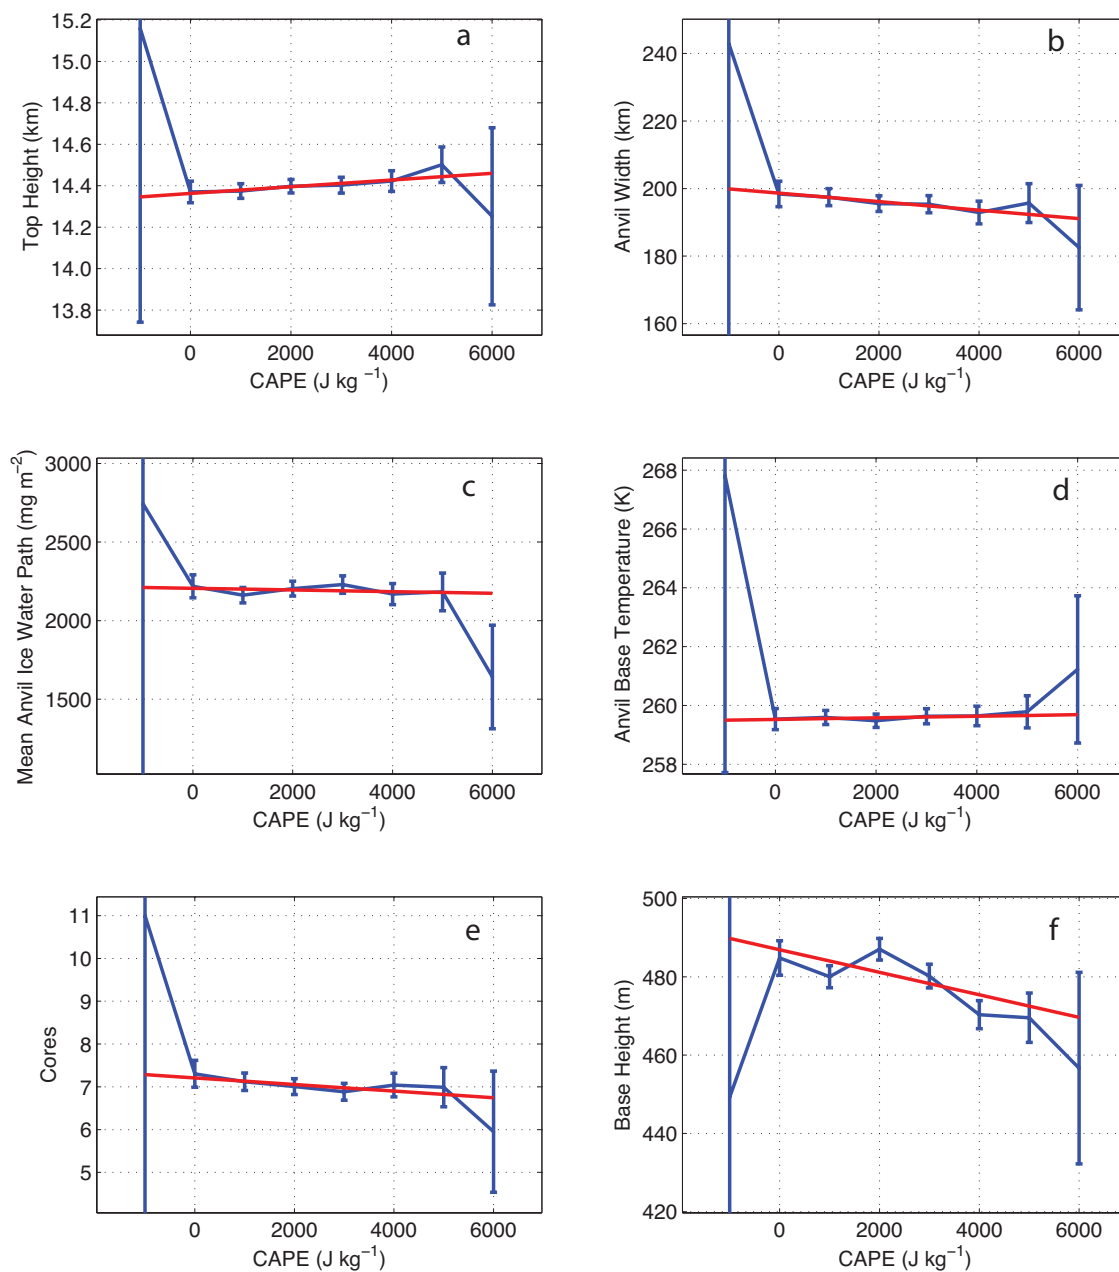 a
Top Height (km)
15.2
15.0
14.8
14.6
14.4
14.2
14.0
13.8
0 2000 4000 6000
CAPE (J kg⁻¹)
b
Anvil Width (km)
240
220
200
180
160
0 2000 4000 6000
CAPE (J kg⁻¹)
c
Mean Anvil Ice Water Path (mg m⁻²)
3000
2500
2000
1500
0 2000 4000 6000
CAPE (J kg⁻¹)
d
Anvil Base Temperature (K)
268
266
264
262
260
258
0 2000 4000 6000
CAPE (J kg⁻¹)
e
Cores
11
10
9
8
7
6
5
0 2000 4000 6000
CAPE (J kg⁻¹)
f
Base Height (m)
500
480
460
440
420
0 2000 4000 6000
CAPE (J kg⁻¹)